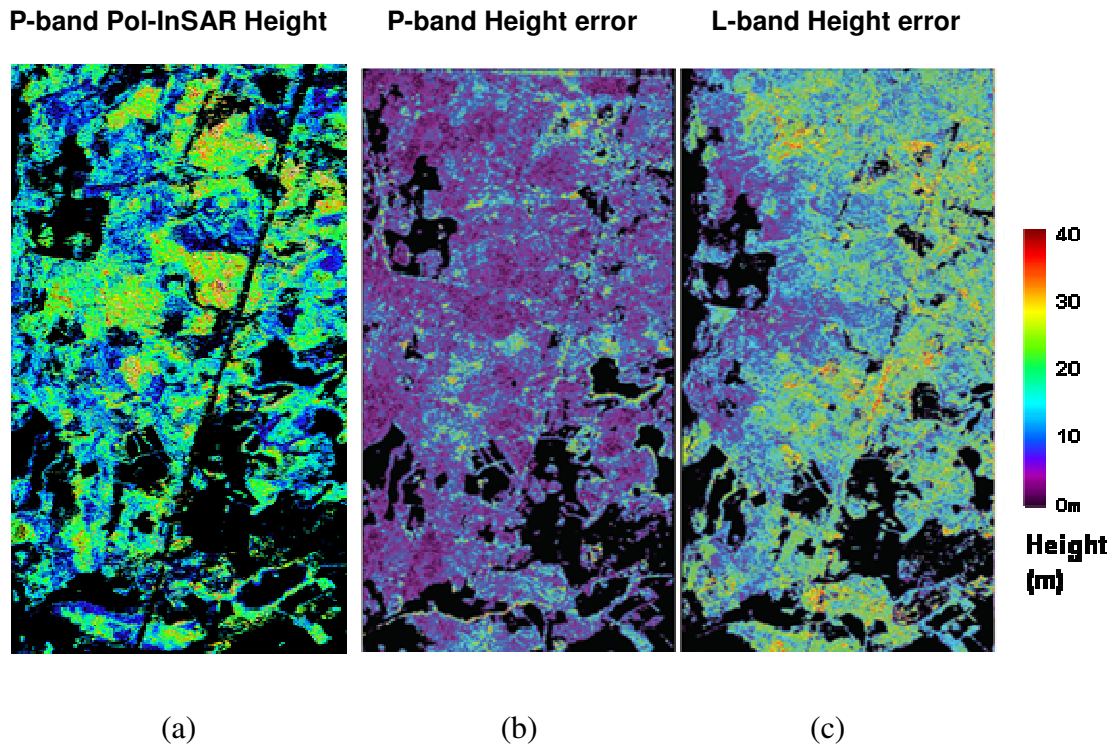 P-band Pol-InSAR Height
P-band Height error
L-band Height error
40
30
20
10
0m
Height
(m)
(a)
(b)
(c)